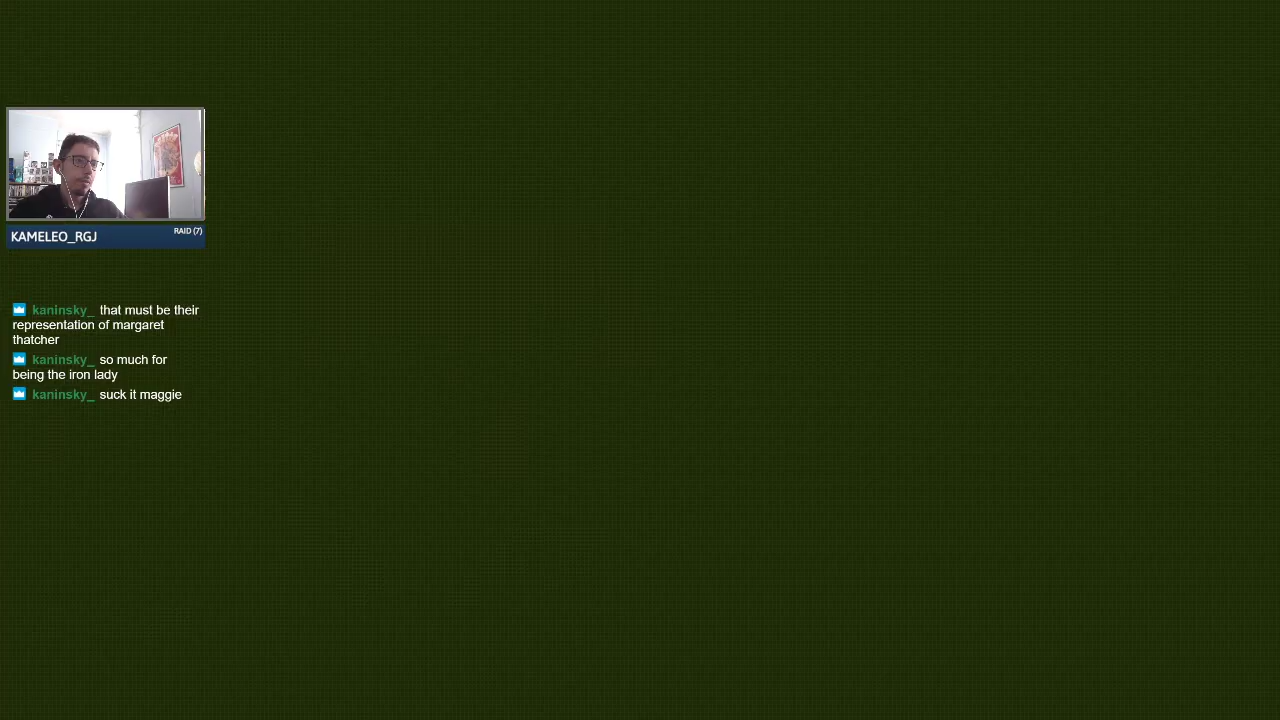 KAMELEO_RGJ
RAID (7)
kaninsky_ that must be their
representation of margaret
thatcher
kaninsky_ so much for
being the iron lady
kaninsky_ suck it maggie